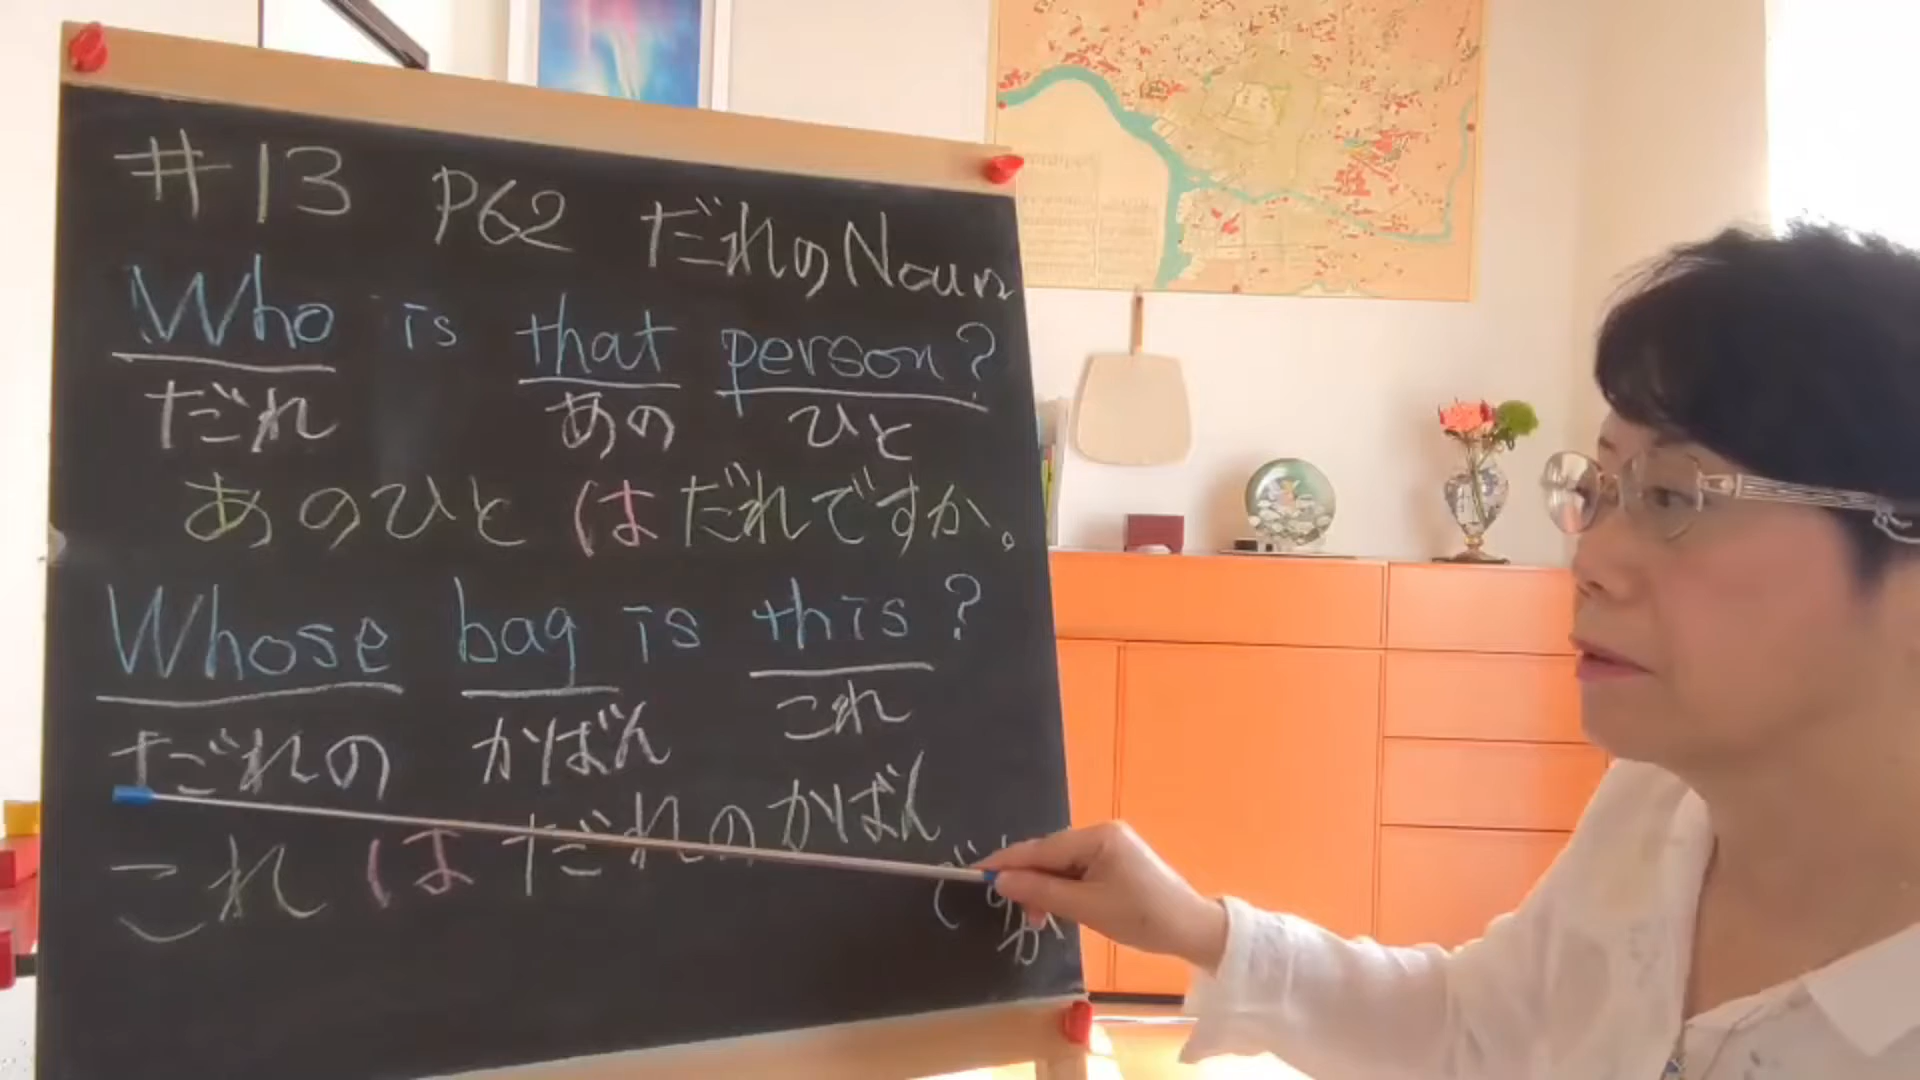 #13 P62 だれのNoun
Who is that person?
だれ あの ひと
あのひとはだれですか。
Whose bag is this?
だれの かばん これ
これはだれのかばん
ですか